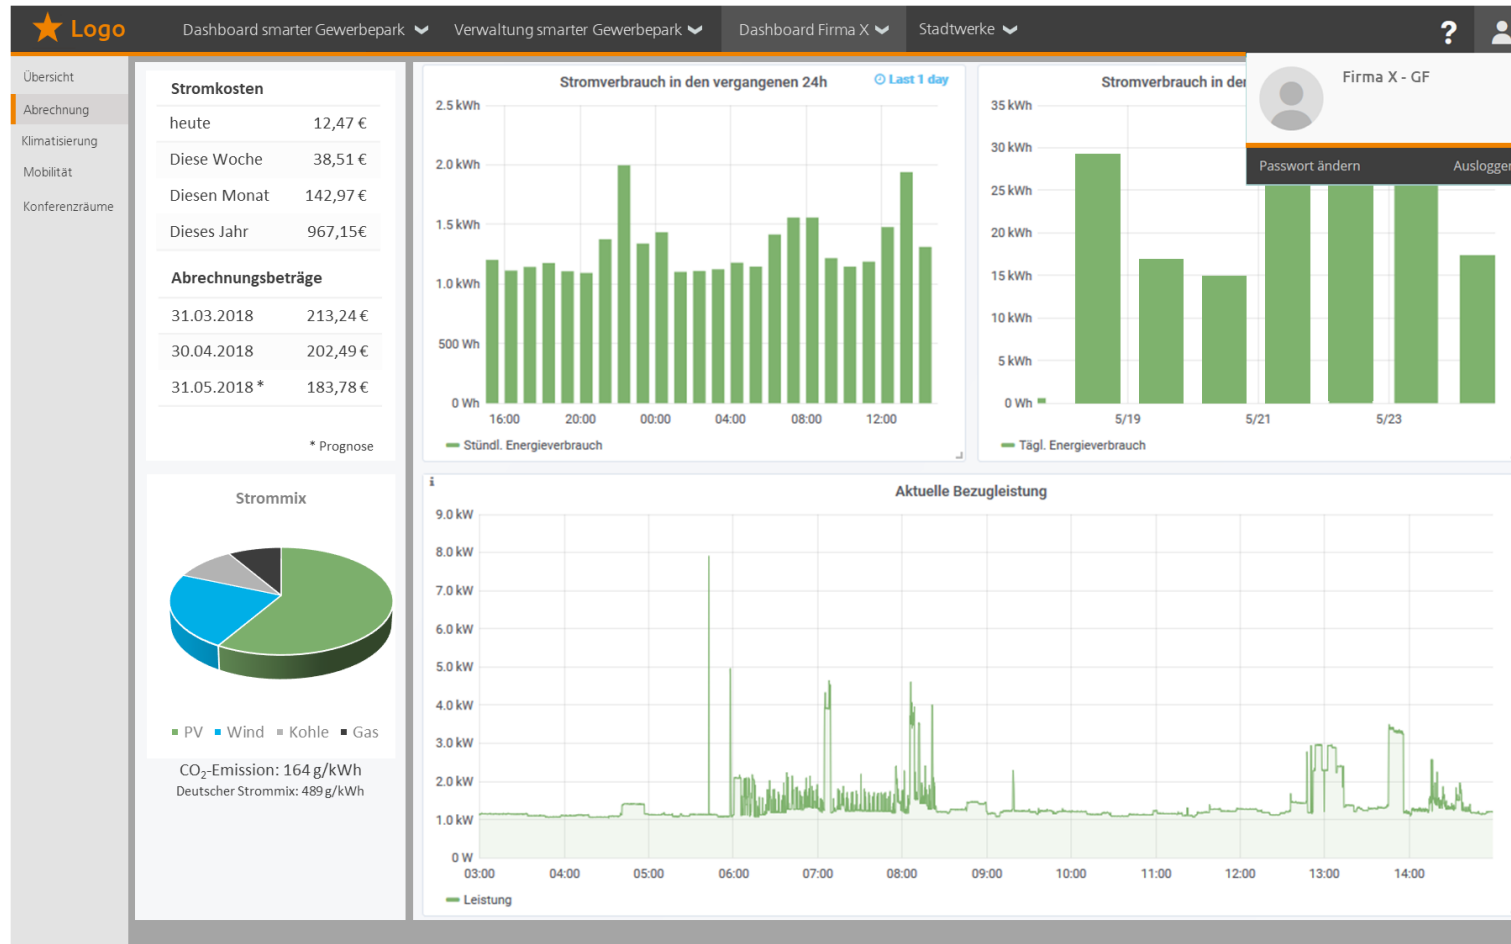 Logo
Dashboard smarter Gewerbepark
Verwaltung smarter Gewerbepark
Dashboard Firma X
Stadtwerke
?
Firma X - GF
Passwort ändern
Ausloggen
Übersicht
Abrechnung
Klimatisierung
Mobilität
Konferenzräume
Stromkosten
heute 12,47 €
Diese Woche 38,51 €
Diesen Monat 142,97 €
Dieses Jahr 967,15€
Abrechnungsbeträge
31.03.2018 213,24 €
30.04.2018 202,49 €
31.05.2018 * 183,78 €
* Prognose
Strommix
PV Wind Kohle Gas
CO₂-Emission: 164 g/kWh
Deutscher Strommix: 489 g/kWh
Stromverbrauch in den vergangenen 24h
Last 1 day
2.5 kWh
2.0 kWh
1.5 kWh
1.0 kWh
500 Wh
0 Wh
16:00 20:00 00:00 04:00 08:00 12:00
Stündl. Energieverbrauch
Stromverbrauch in der
35 kWh
30 kWh
25 kWh
20 kWh
15 kWh
10 kWh
5 kWh
0 Wh
5/19 5/21 5/23
Tägl. Energieverbrauch
i
Aktuelle Bezugleistung
9.0 kW
8.0 kW
7.0 kW
6.0 kW
5.0 kW
4.0 kW
3.0 kW
2.0 kW
1.0 kW
0 W
03:00 04:00 05:00 06:00 07:00 08:00 09:00 10:00 11:00 12:00 13:00 14:00
Leistung